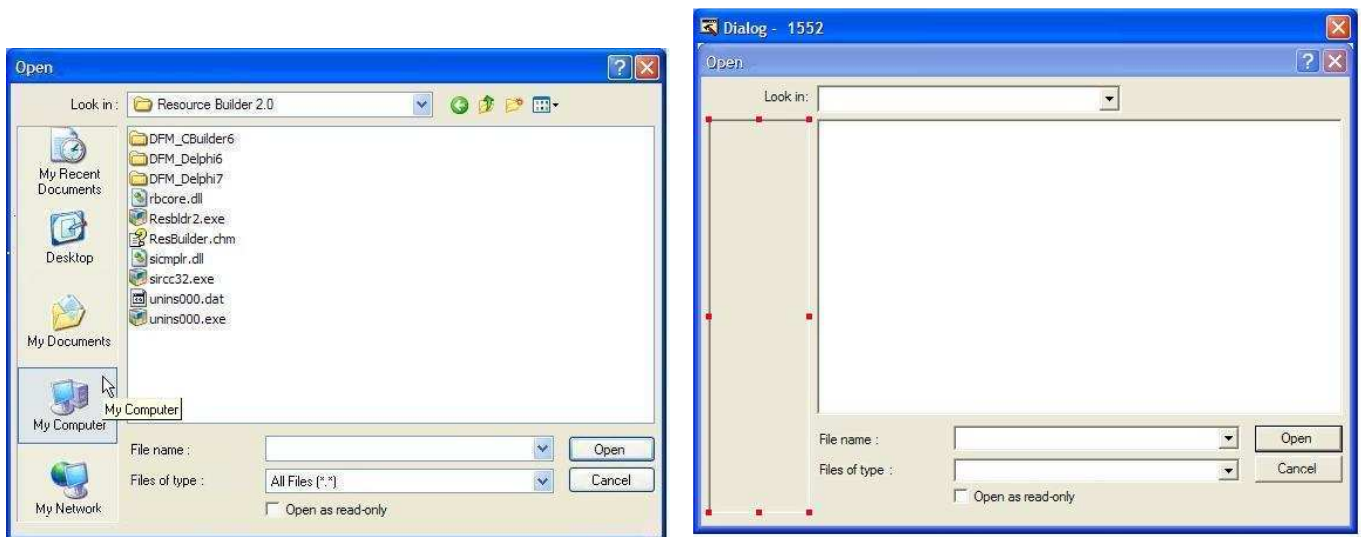 Open
Look in :
Resource Builder 2.0
My Recent
Documents
Desktop
My Documents
My Computer
My Computer
My Network
DFM_CBuilder6
DFM_Delphi6
DFM_Delphi7
rbcore.dll
Resbldr2.exe
ResBuilder.chm
sicmplr.dll
sircc32.exe
unins000.dat
unins000.exe
File name :
Open
Files of type :
All Files (*.*)
Cancel
Open as read-only
Dialog - 1552
Open
Look in:
File name :
Open
Files of type :
Cancel
Open as read-only